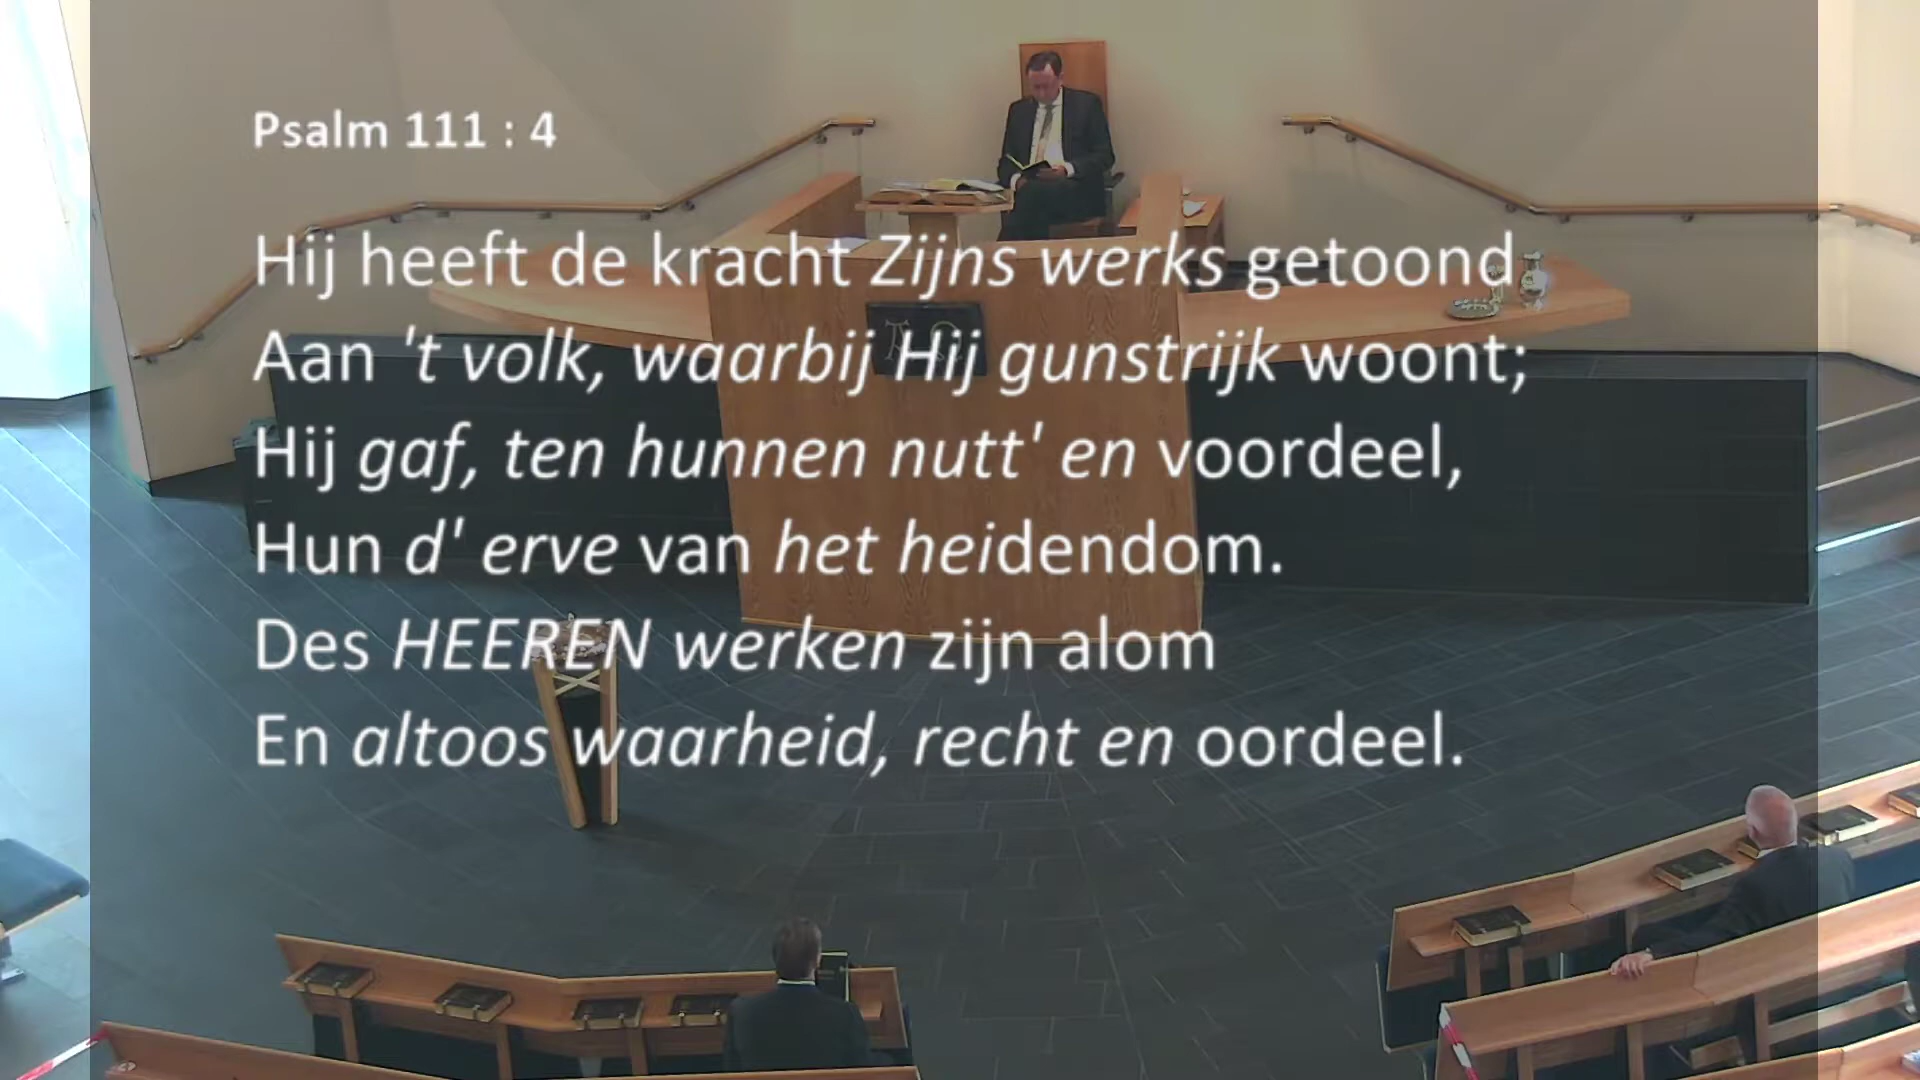 Psalm 111 : 4
Hij heeft de kracht Zijns werks getoond
Aan 't volk, waarbij Hij gunstrijk woont;
Hij gaf, ten hunnen nutt' en voordeel,
Hun d' erve van het heidendom.
Des HEEREN werken zijn alom
En altoos waarheid, recht en oordeel.